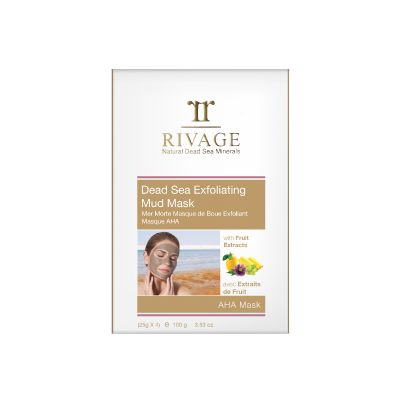 RIVAGE
Natural Dead Sea Minerals
Dead Sea Exfoliating
Mud Mask
Mer Morte Masque de Boue Exfoliant
Masque AHA
with Fruit
Extracts
avec Extraits
de Fruit
AHA Mask
(25g X 4) ℮ 100 g 3.53 oz